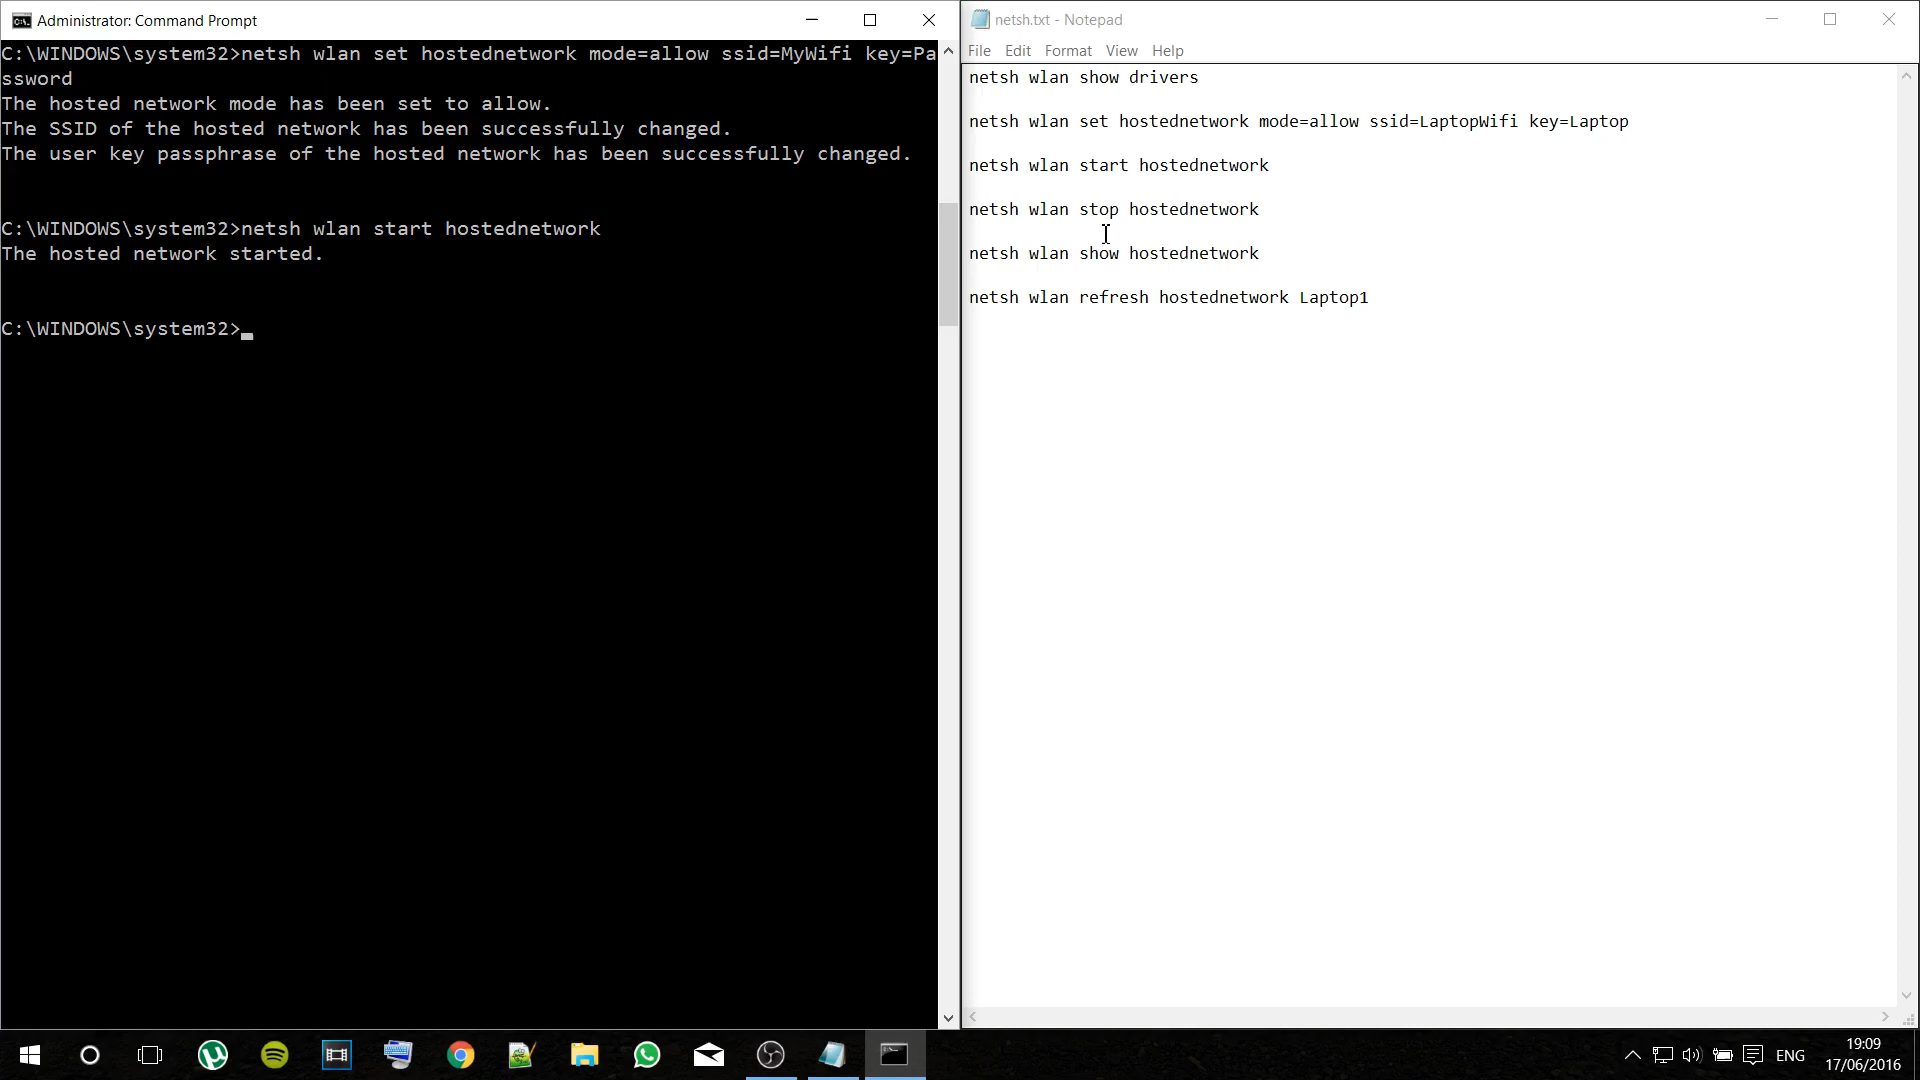 Administrator: Command Prompt
C:\WINDOWS\system32>netsh wlan set hostednetwork mode=allow ssid=MyWifi key=Pa
ssword
The hosted network mode has been set to allow.
The SSID of the hosted network has been successfully changed.
The user key passphrase of the hosted network has been successfully changed.
C:\WINDOWS\system32>netsh wlan start hostednetwork
The hosted network started.
C:\WINDOWS\system32>
netsh.txt - Notepad
File Edit Format View Help
netsh wlan show drivers
netsh wlan set hostednetwork mode=allow ssid=LaptopWifi key=Laptop
netsh wlan start hostednetwork
netsh wlan stop hostednetwork
netsh wlan show hostednetwork
netsh wlan refresh hostednetwork Laptop1
ENG
19:09
17/06/2016